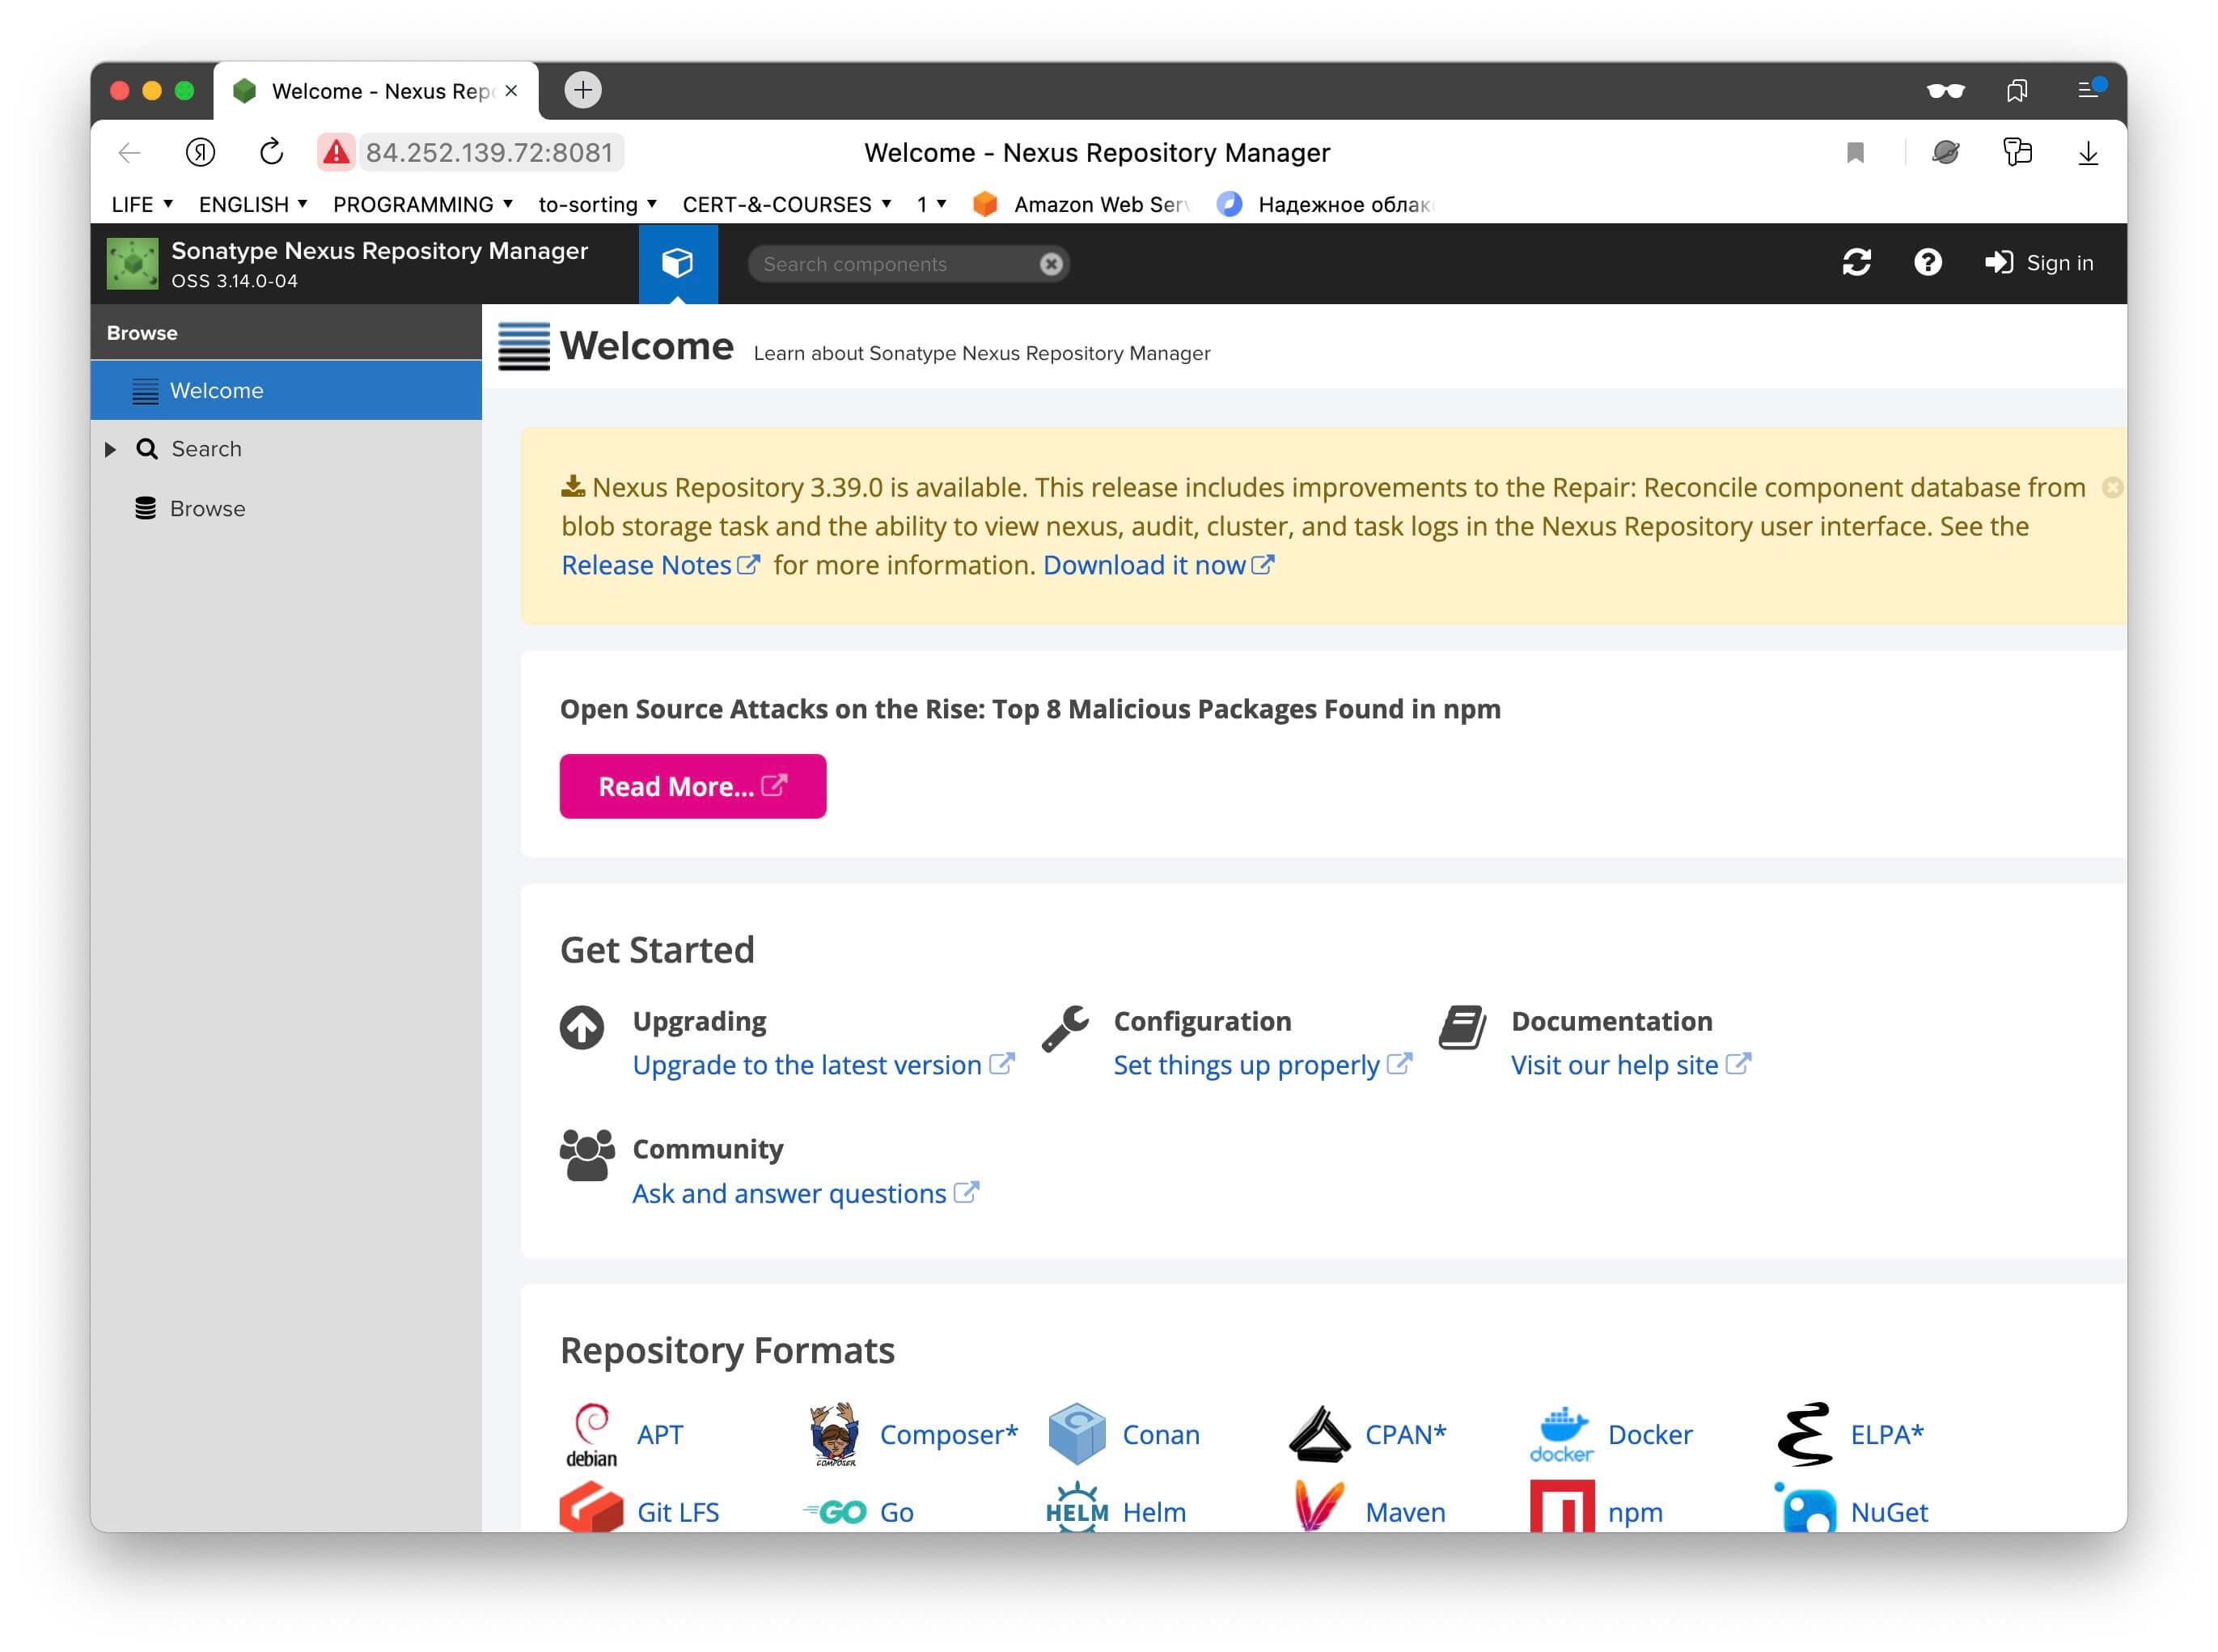 Welcome - Nexus Rep
84.252.139.72:8081
Welcome - Nexus Repository Manager
LIFE ENGLISH PROGRAMMING to-sorting CERT-&-COURSES 1 Amazon Web Ser Надежное облак
Sonatype Nexus Repository Manager
OSS 3.14.0-04
Search components
Sign in
Browse
Welcome
Search
Browse
Welcome Learn about Sonatype Nexus Repository Manager
Nexus Repository 3.39.0 is available. This release includes improvements to the Repair: Reconcile component database from
blob storage task and the ability to view nexus, audit, cluster, and task logs in the Nexus Repository user interface. See the
Release Notes for more information. Download it now
Open Source Attacks on the Rise: Top 8 Malicious Packages Found in npm
Read More...
Get Started
Upgrading
Upgrade to the latest version
Configuration
Set things up properly
Documentation
Visit our help site
Community
Ask and answer questions
Repository Formats
debian APT COMPOSER Composer* Conan CPAN* docker Docker ELPA*
Git LFS GO Go HELM Helm Maven npm NuGet